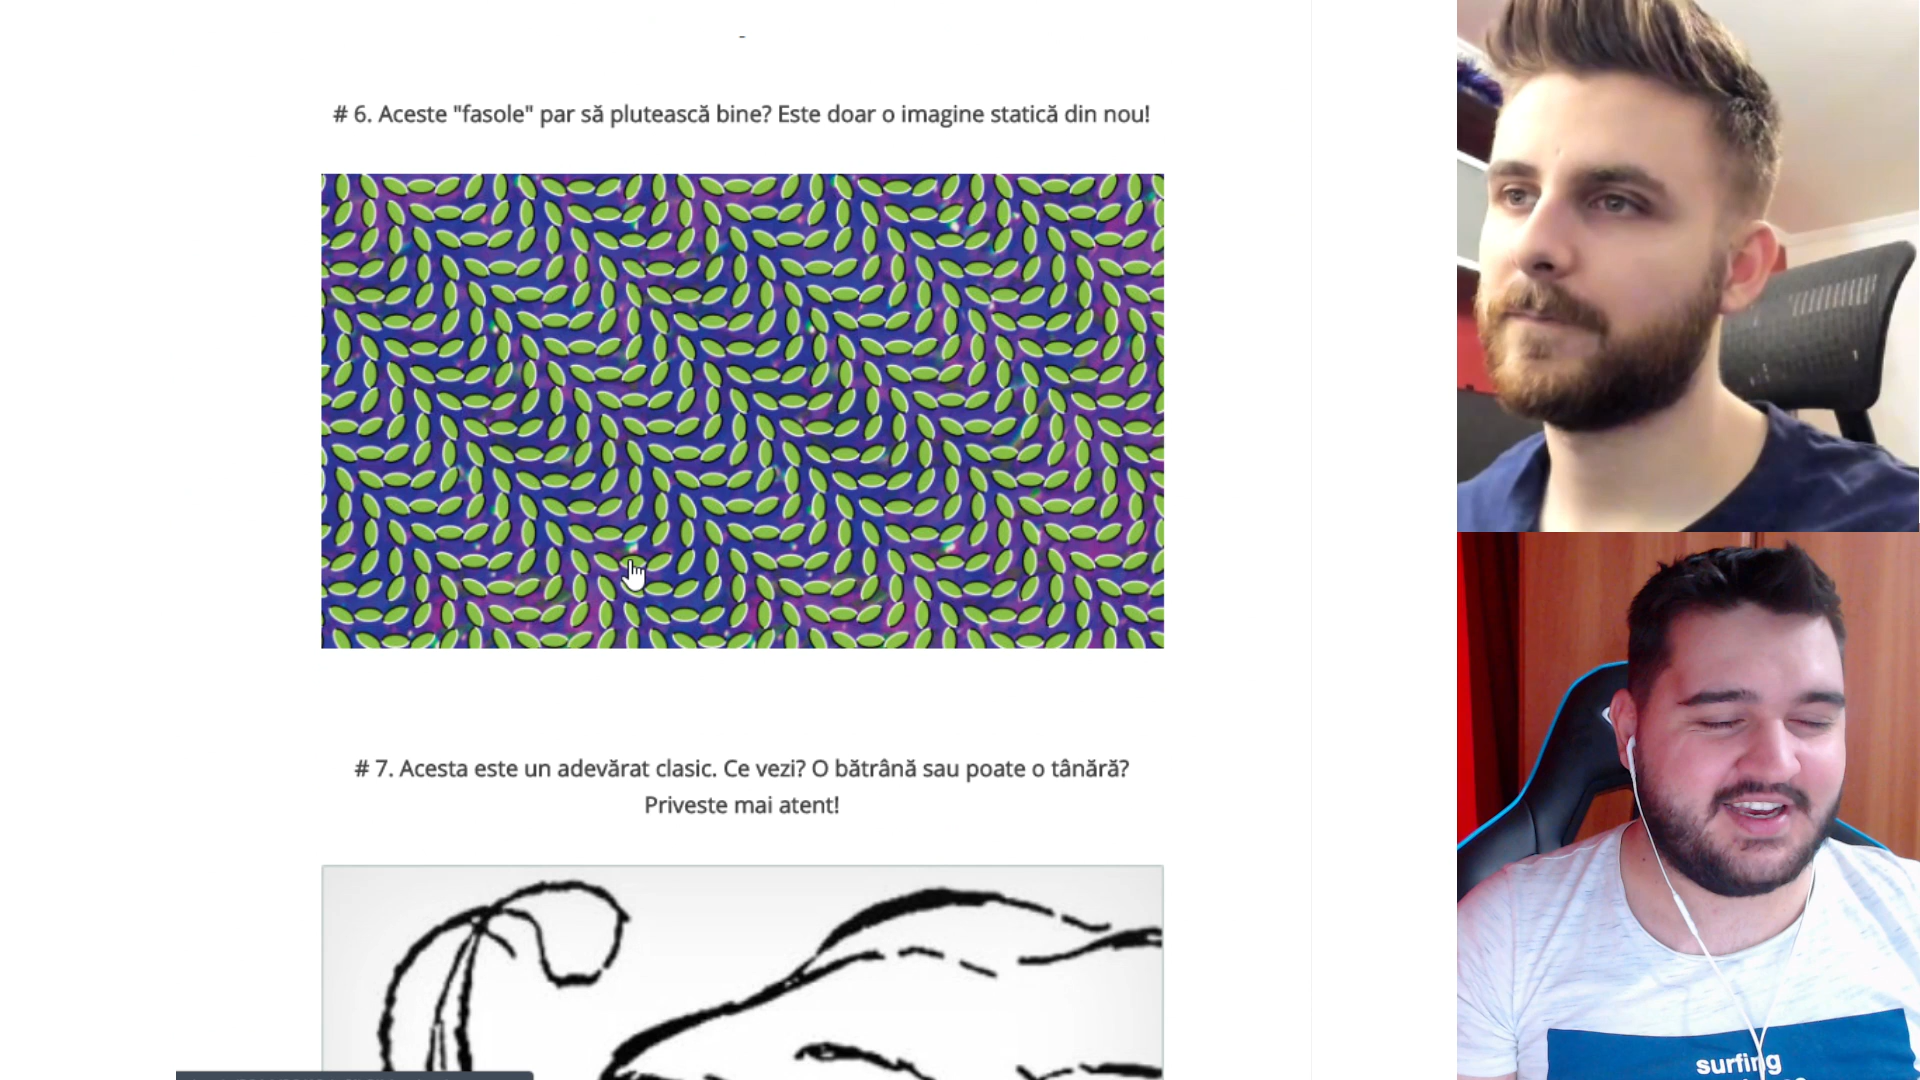 # 6. Aceste "fasole" par să plutească bine? Este doar o imagine statică din nou!
# 7. Acesta este un adevărat clasic. Ce vezi? O bătrână sau poate o tânără?
Priveste mai atent!
surfing